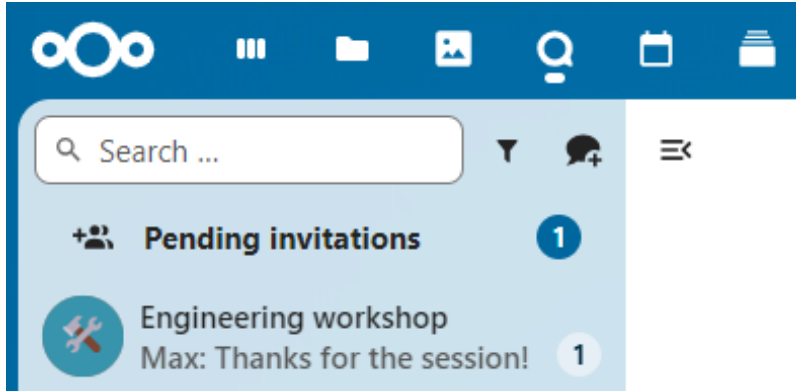 Search ...
Pending invitations 1
Engineering workshop
Max: Thanks for the session! 1